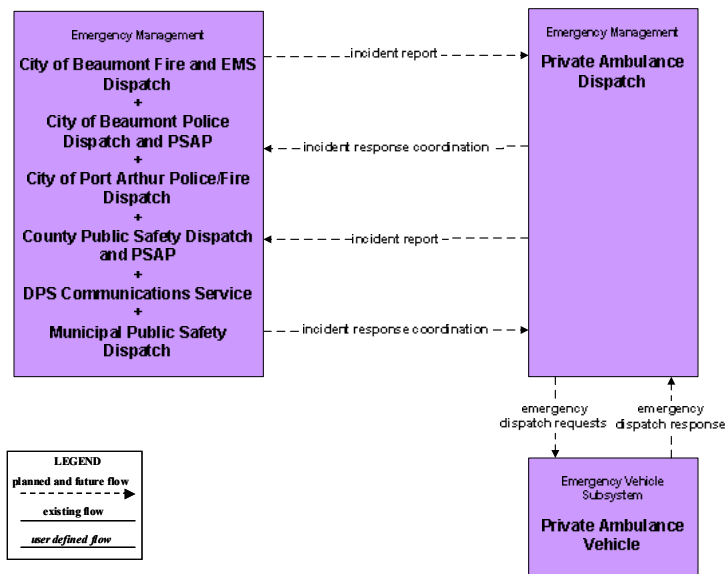 Emergency Management
City of Beaumont Fire and EMS
Dispatch
+
City of Beaumont Police
Dispatch and PSAP
+
City of Port Arthur Police/Fire
Dispatch
+
County Public Safety Dispatch
and PSAP
+
DPS Communications Service
+
Municipal Public Safety
Dispatch
incident report
incident response coordination
incident report
incident response coordination
Emergency Management
Private Ambulance
Dispatch
emergency
dispatch requests
emergency
dispatch response
Emergency Vehicle
Subsystem
Private Ambulance
Vehicle
LEGEND
planned and future flow
existing flow
user defined flow